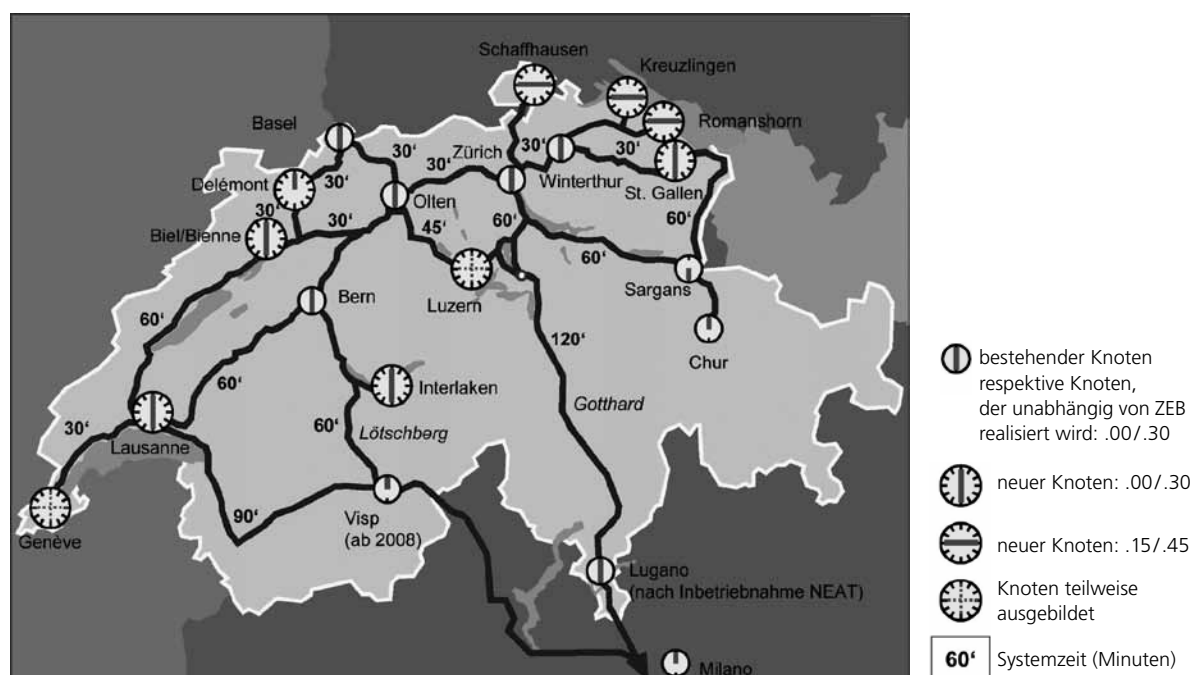 Schaffhausen
Kreuzlingen
Basel
Romanshorn
30‘
Zürich
30‘
30‘
30‘
Delémont
30‘
Winterthur
St. Gallen
Olten
30‘
30‘
45‘
60‘
60‘
Biel/Bienne
60‘
Sargans
Bern
Luzern
60‘
120‘
Chur
60‘
Interlaken
Gotthard
30‘
60‘
Lötschberg
Lausanne
90‘
Visp
(ab 2008)
Genève
Lugano
(nach Inbetriebnahme NEAT)
Milano
bestehender Knoten
respektive Knoten,
der unabhängig von ZEB
realisiert wird: .00/.30
neuer Knoten: .00/.30
neuer Knoten: .15/.45
Knoten teilweise
ausgebildet
60‘ Systemzeit (Minuten)